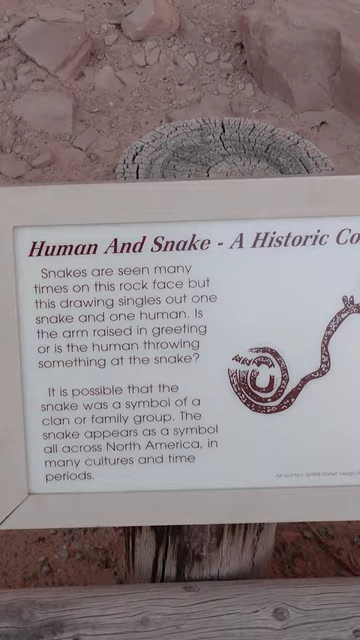 Human And Snake - A Historic Co
Snakes are seen many
times on this rock face but
this drawing singles out one
snake and one human. Is
the arm raised in greeting
or is the human throwing
something at the snake?
It is possible that the
snake was a symbol of a
clan or family group. The
snake appears as a symbol
all across North America, in
many cultures and time
periods.